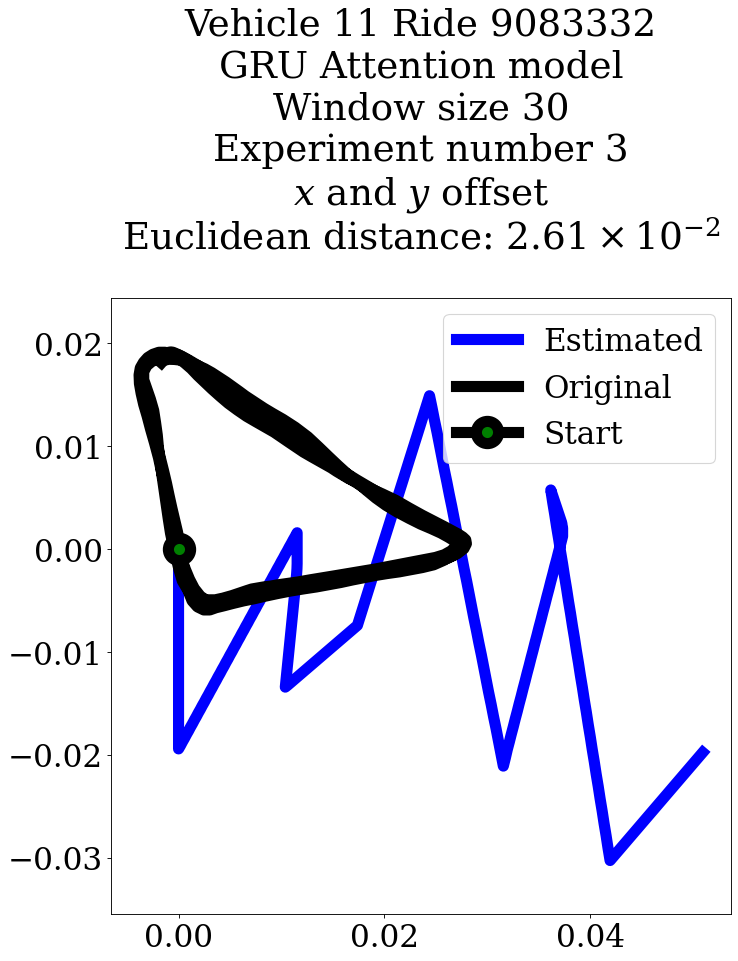 Vehicle 11 Ride 9083332
GRU Attention model
Window size 30
Experiment number 3
x and y offset
Euclidean distance: 2.61 × 10⁻²
Estimated
Original
Start
0.02
0.01
0.00
−0.01
−0.02
−0.03
0.00 0.02 0.04